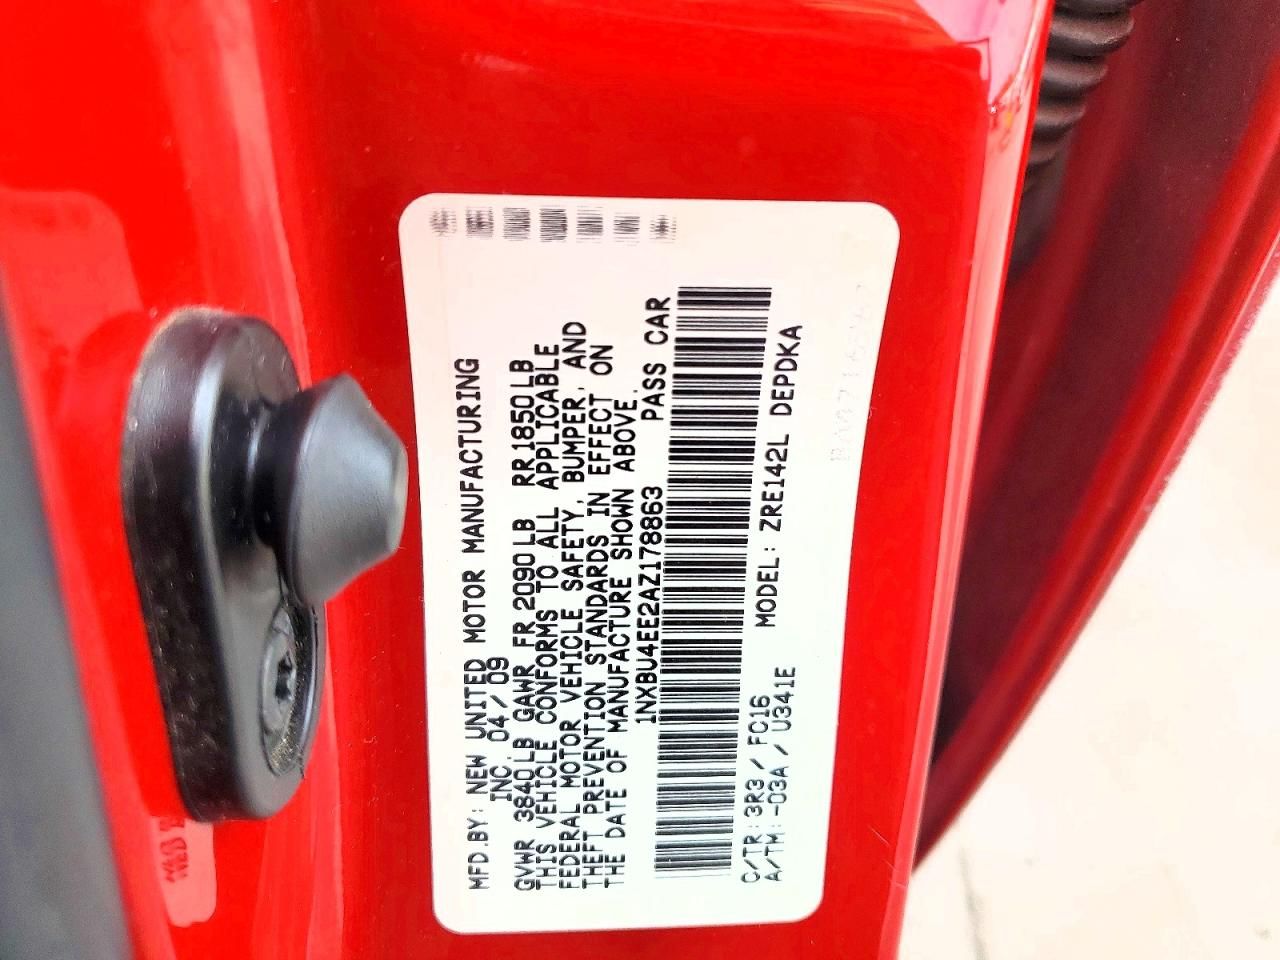 MFD.BY: NEW UNITED MOTOR MANUFACTURING
INC. 04/09
GVWR 3840LB GAWR FR 2090LB RR 1850LB
THIS VEHICLE CONFORMS TO ALL APPLICABLE
FEDERAL MOTOR VEHICLE SAFETY, BUMPER, AND
THEFT PREVENTION STANDARDS IN EFFECT ON
THE DATE OF MANUFACTURE SHOWN ABOVE.
1NXBU4EE2AZ178863 PASS CAR
C/TR: 3R3 / FC16 MODEL: ZRE142L DEPDKA
A/TM: -03A / U341E